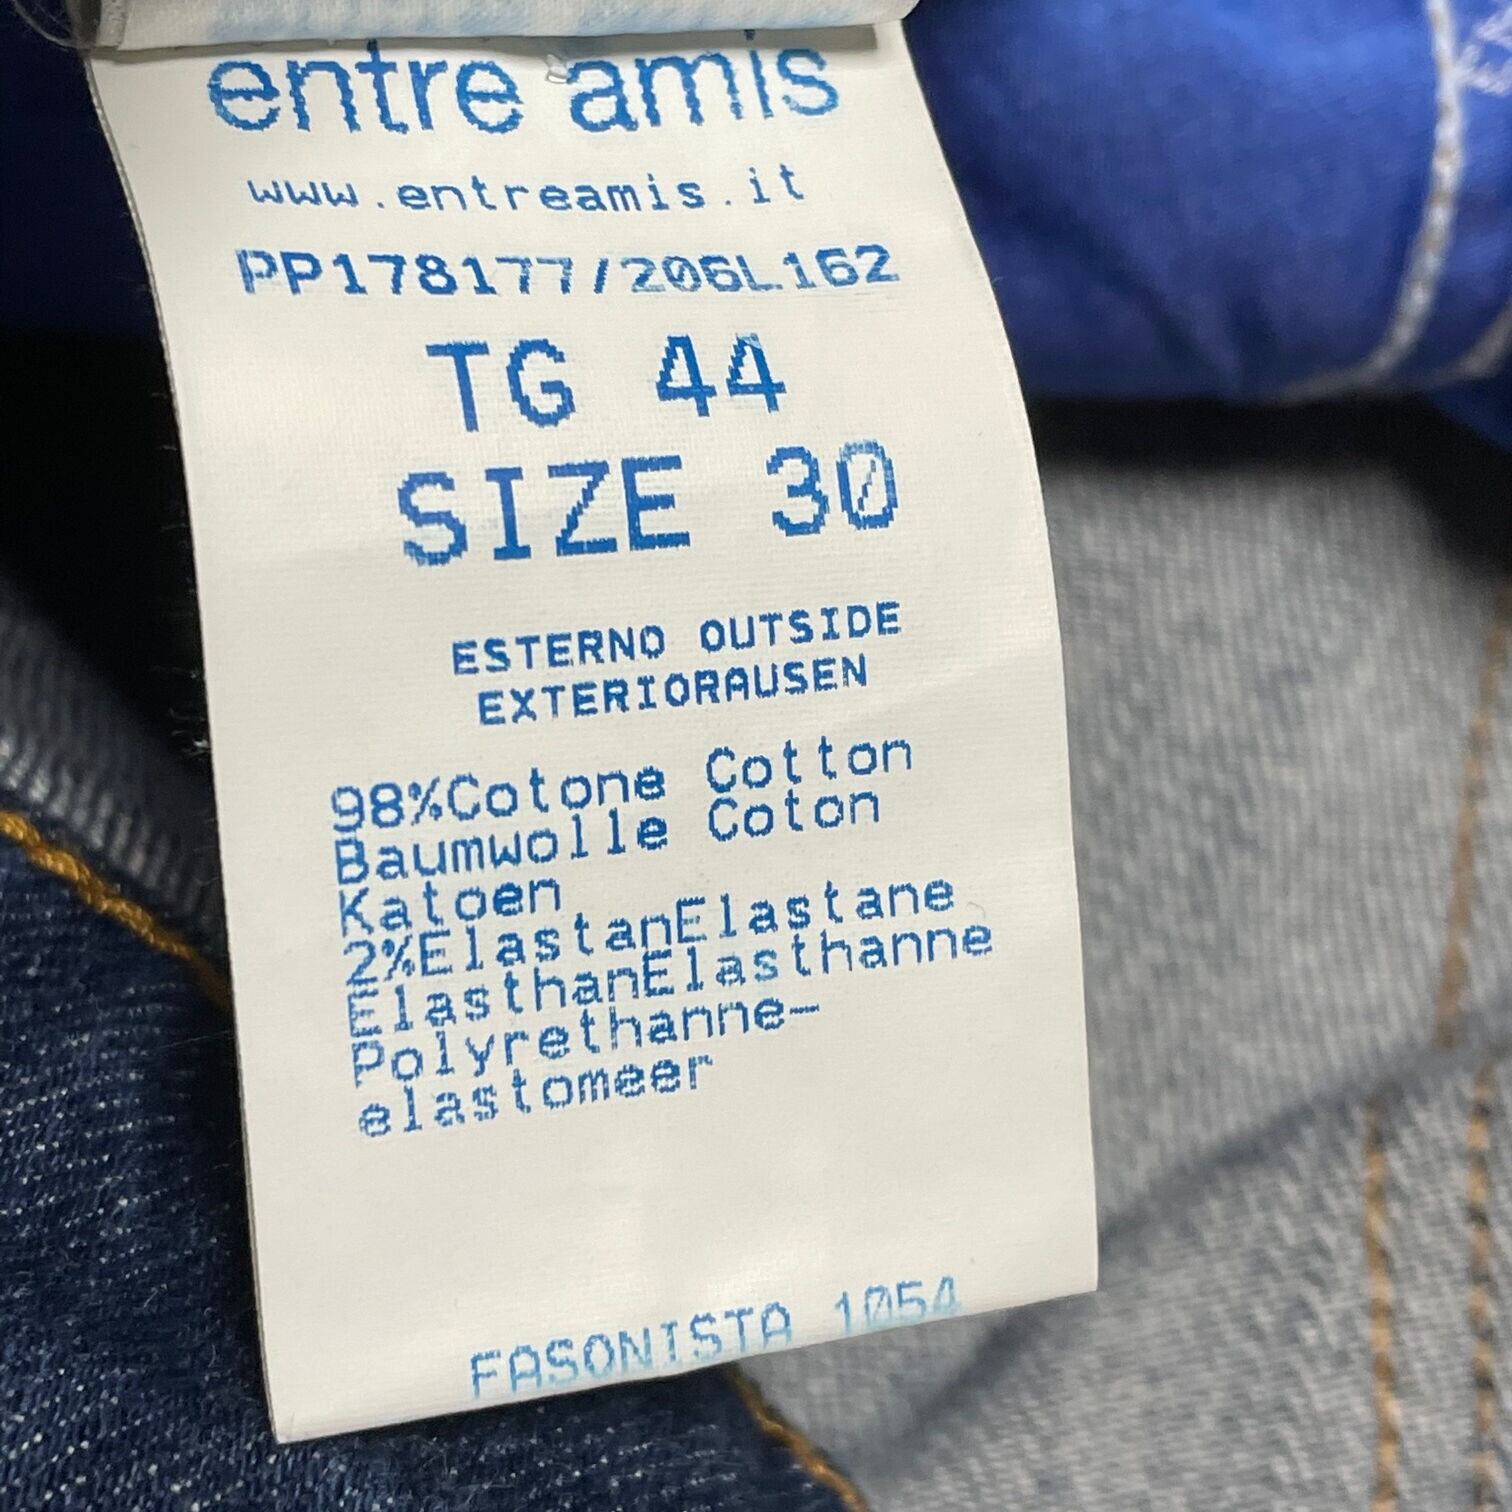 entre amis
www.entreamis.it
PP178177/206L162
TG 44
SIZE 30
ESTERNO OUTSIDE
EXTERIORAUSEN
98%Cotone Cotton
Baumwolle Coton
Katoen
2%ElastanElastane
ElasthanElasthanne
Polyrethanne-
elastomeer
FASONISTA 1054